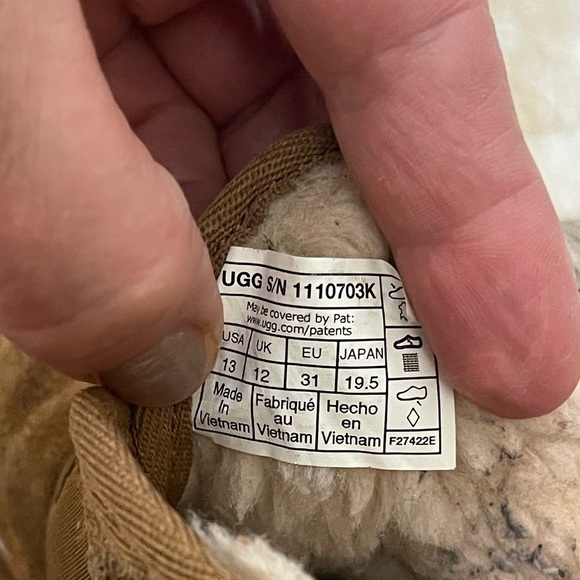 UGG S/N 1110703K
May be covered by Pat:
www.ugg.com/patents
USA UK EU JAPAN
13 12 31 19.5
Made in Vietnam
Fabriqué au Vietnam
Hecho en Vietnam
F27422E